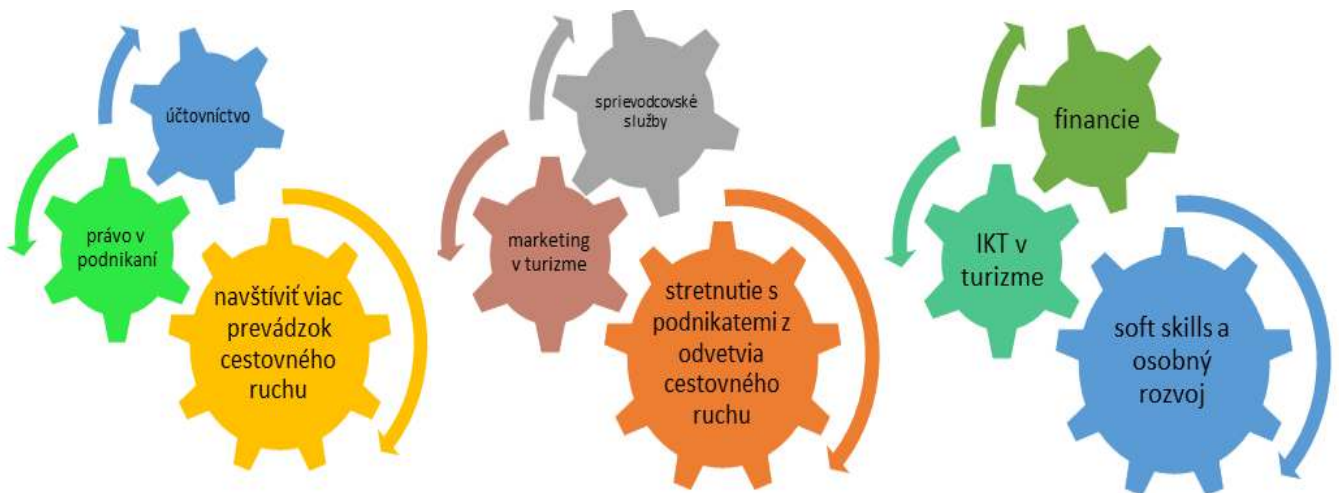 účtovníctvo
právo v
podnikaní
navštíviť viac
prevádzok
cestovného
ruchu
sprievodcovské
služby
marketing
v turizme
stretnutie s
podnikatemi z
odvetvia
cestovného
ruchu
financie
IKT v
turizme
soft skills a
osobný
rozvoj